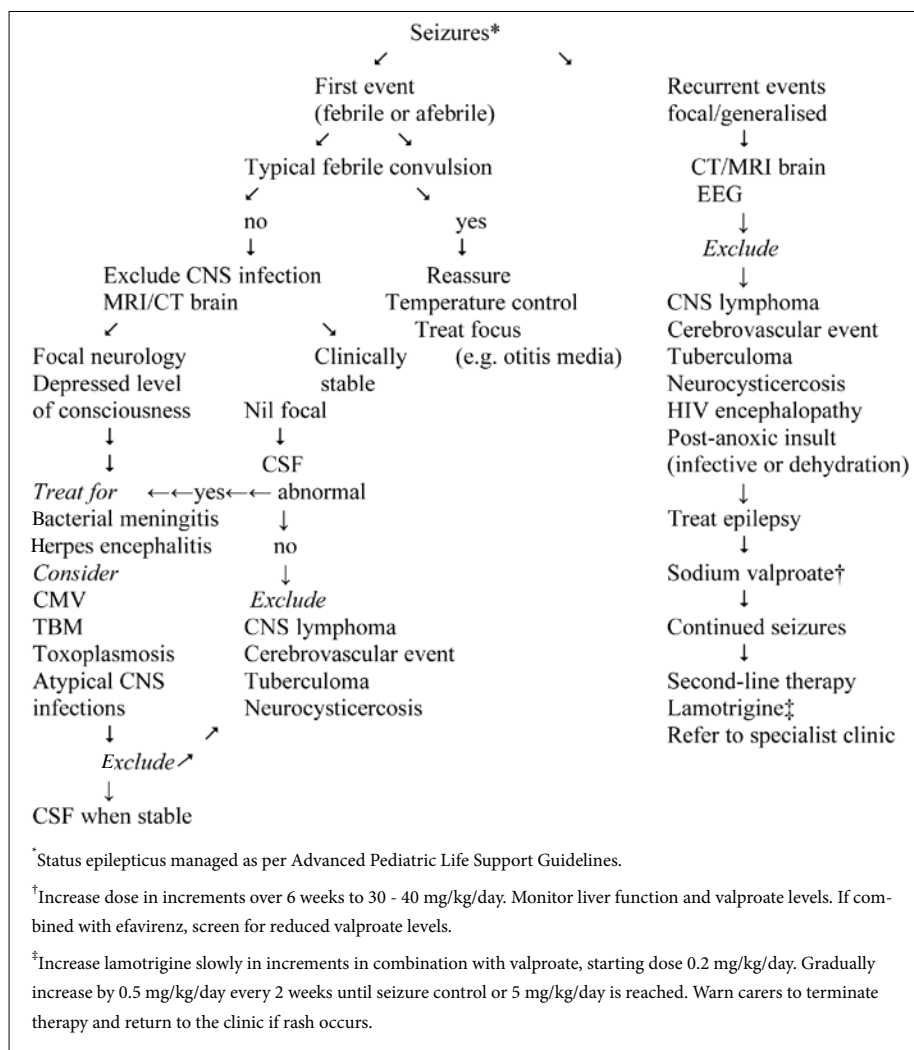 Seizures*
↙ ↘
First event
(febrile or afebrile)
↙ ↘
Typical febrile convulsion
↙ ↘
no yes
↓ ↓
Exclude CNS infection
MRI/CT brain
↙ ↘
Reassure
Temperature control
Treat focus
(e.g. otitis media)
Focal neurology
Depressed level
of consciousness
↓
↓
Clinically
stable
Nil focal
↓
CSF
Treat for ←←yes←← abnormal
Bacterial meningitis
Herpes encephalitis
Consider
CMV
TBM
Toxoplasmosis
Atypical CNS
infections
↓ ↗
Exclude↗
↓
CSF when stable
↓
no
↓
Exclude
CNS lymphoma
Cerebrovascular event
Tuberculoma
Neurocysticercosis
Recurrent events
focal/generalised
↓
CT/MRI brain
EEG
↓
Exclude
↓
CNS lymphoma
Cerebrovascular event
Tuberculoma
Neurocysticercosis
HIV encephalopathy
Post-anoxic insult
(infective or dehydration)
↓
Treat epilepsy
↓
Sodium valproate†
↓
Continued seizures
↓
Second-line therapy
Lamotrigine‡
Refer to specialist clinic
*Status epilepticus managed as per Advanced Pediatric Life Support Guidelines.
†Increase dose in increments over 6 weeks to 30 - 40 mg/kg/day. Monitor liver function and valproate levels. If com-
bined with efavirenz, screen for reduced valproate levels.
‡Increase lamotrigine slowly in increments in combination with valproate, starting dose 0.2 mg/kg/day. Gradually
increase by 0.5 mg/kg/day every 2 weeks until seizure control or 5 mg/kg/day is reached. Warn carers to terminate
therapy and return to the clinic if rash occurs.